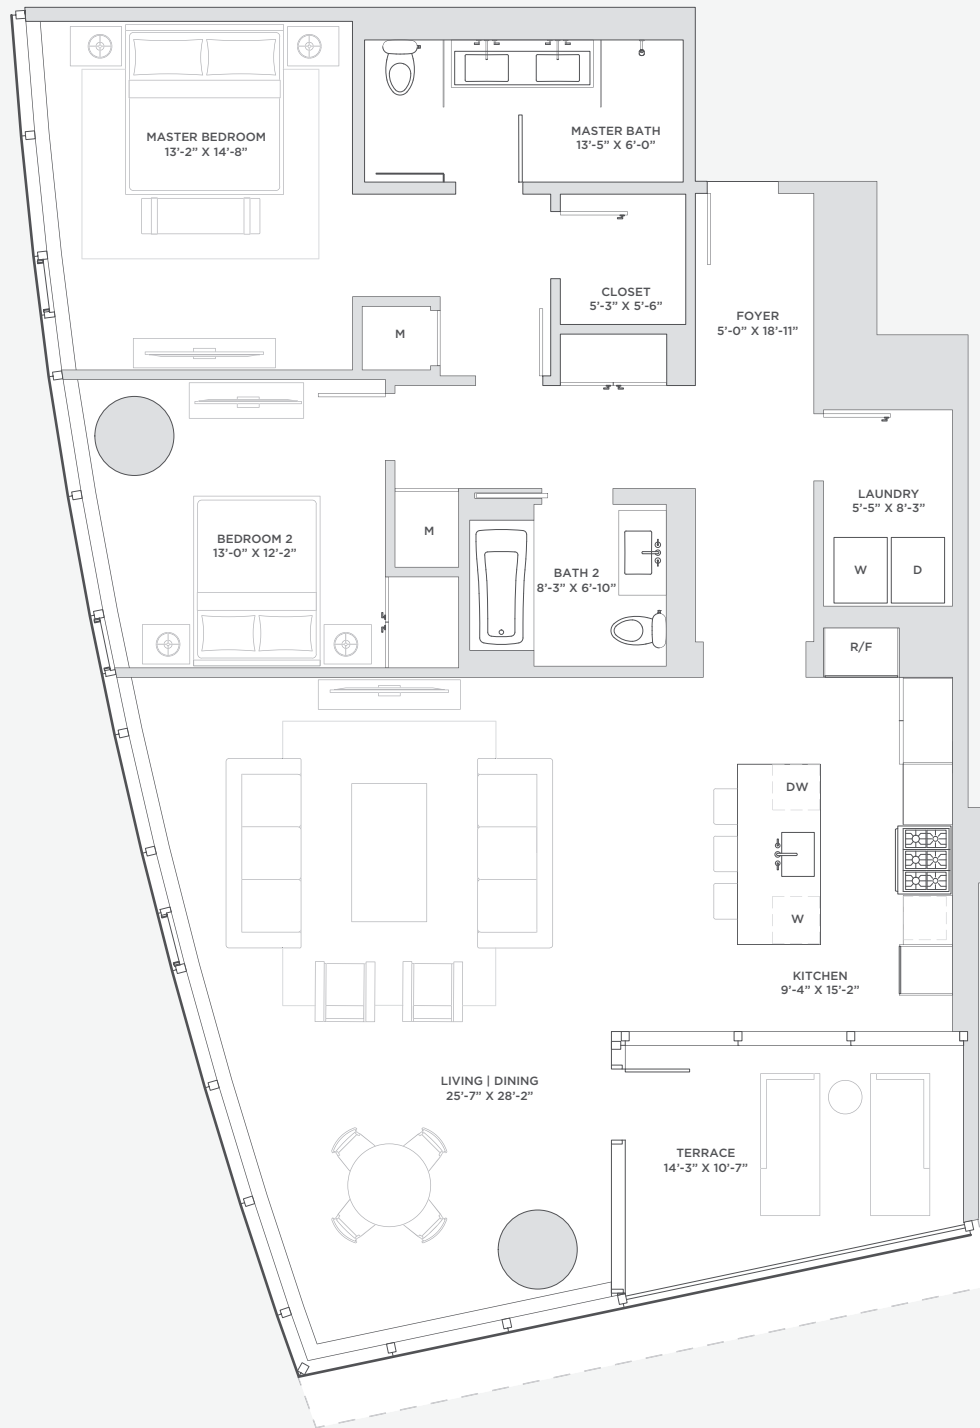 MASTER BEDROOM
13'-2" X 14'-8"
MASTER BATH
13'-5" X 6'-0"
CLOSET
5'-3" X 5'-6"
FOYER
5'-0" X 18'-11"
M
LAUNDRY
5'-5" X 8'-3"
BEDROOM 2
13'-0" X 12'-2"
M
BATH 2
8'-3" X 6'-10"
W
D
R/F
DW
W
KITCHEN
9'-4" X 15'-2"
LIVING | DINING
25'-7" X 28'-2"
TERRACE
14'-3" X 10'-7"